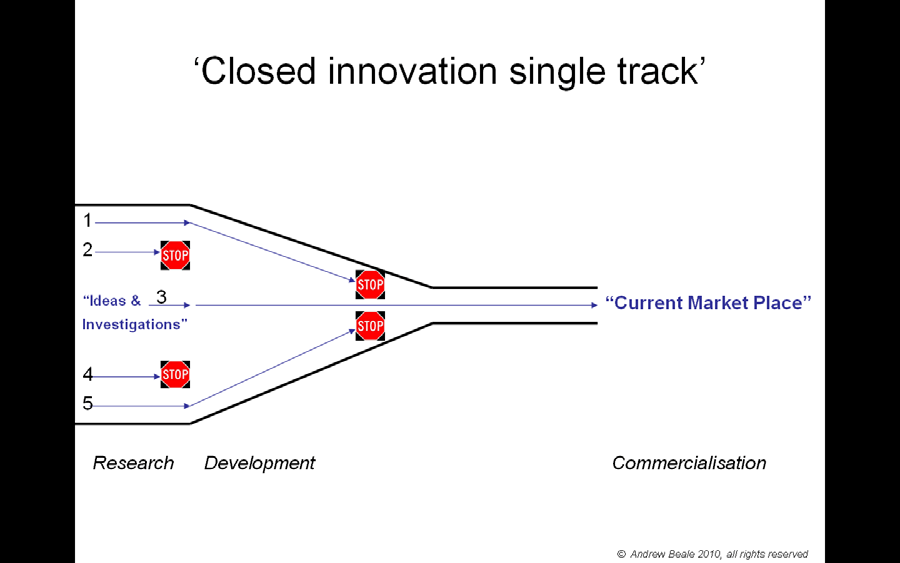 ‘Closed innovation single track’
1
2
STOP
STOP
“Ideas & 3
Investigations”
“Current Market Place”
STOP
4
STOP
5
Research Development Commercialisation
© Andrew Beale 2010, all rights reserved